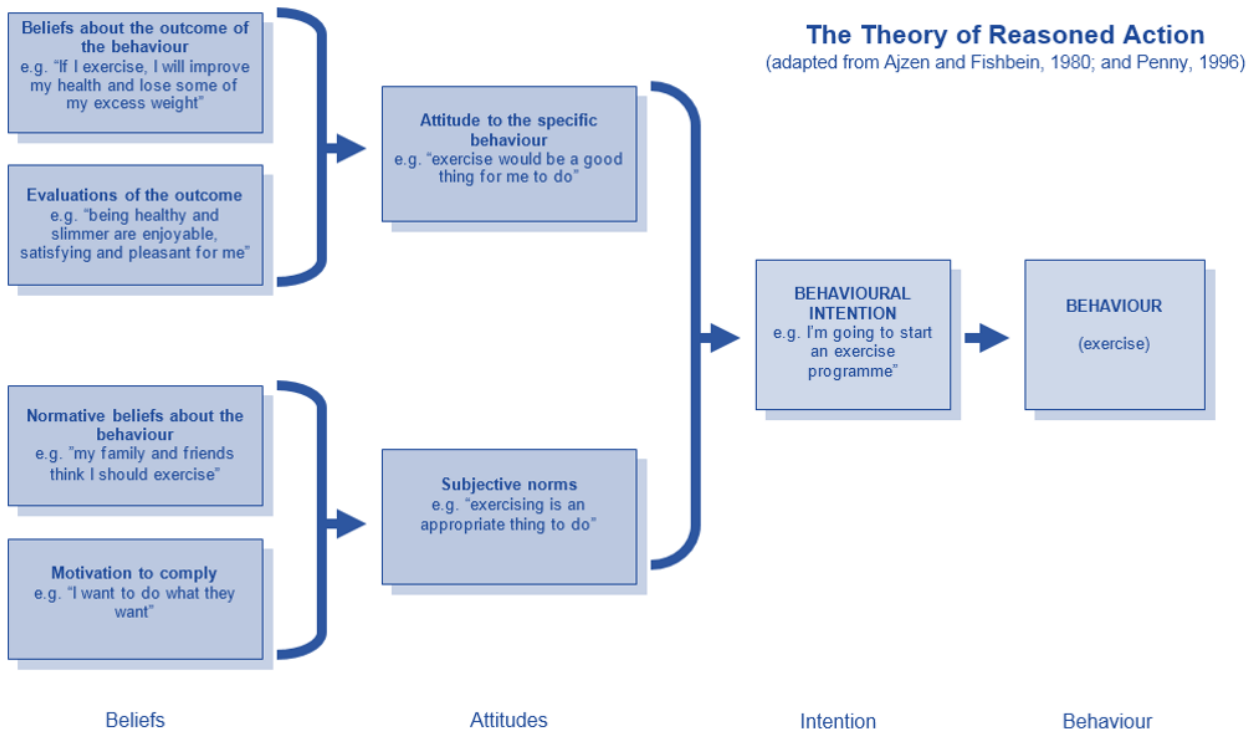 The Theory of Reasoned Action
(adapted from Ajzen and Fishbein, 1980; and Penny, 1996)
Beliefs about the outcome of
the behaviour
e.g. “If I exercise, I will improve
my health and lose some of
my excess weight”
Evaluations of the outcome
e.g. “being healthy and
slimmer are enjoyable,
satisfying and pleasant for me”
Attitude to the specific
behaviour
e.g. “exercise would be a good
thing for me to do”
Normative beliefs about the
behaviour
e.g. ”my family and friends
think I should exercise”
Motivation to comply
e.g. “I want to do what they
want”
Subjective norms
e.g. “exercising is an
appropriate thing to do”
BEHAVIOURAL
INTENTION
e.g. I’m going to start
an exercise
programme”
BEHAVIOUR
(exercise)
Beliefs
Attitudes
Intention
Behaviour